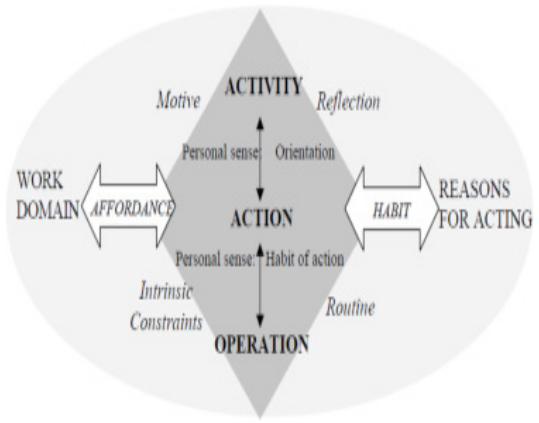 ACTIVITY
Motive
Reflection
Personal sense: Orientation
WORK
DOMAIN
AFFORDANCE
ACTION
HABIT
REASONS
FOR ACTING
Personal sense: Habit of action
Intrinsic
Constraints
Routine
OPERATION